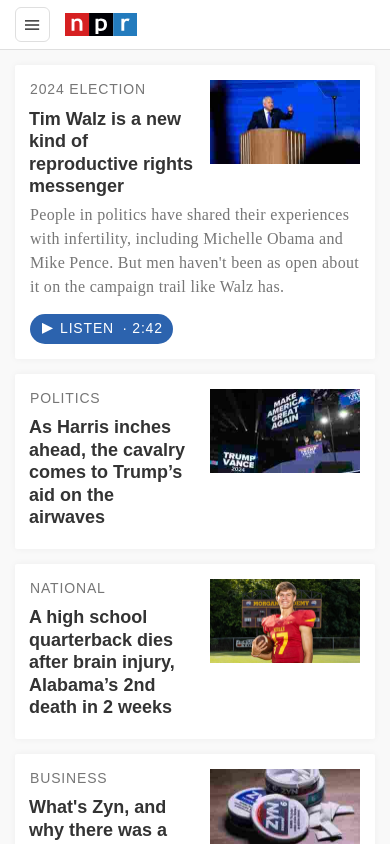 npr
2024 ELECTION
Tim Walz is a new
kind of
reproductive rights
messenger
People in politics have shared their experiences
with infertility, including Michelle Obama and
Mike Pence. But men haven't been as open about
it on the campaign trail like Walz has.
LISTEN · 2:42
POLITICS
As Harris inches
ahead, the cavalry
comes to Trump’s
aid on the
airwaves
MAKE
AMERICA
GREAT
AGAIN
TRUMP
VANCE
2024
NATIONAL
A high school
quarterback dies
after brain injury,
Alabama’s 2nd
death in 2 weeks
MORGAN ACADEMY
17
BUSINESS
What's Zyn, and
why there was a
ZYN
6